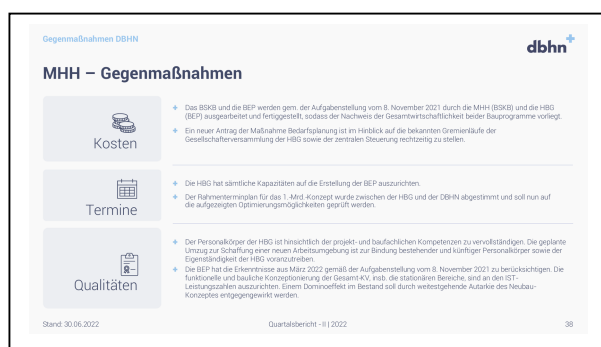 Gegenmaßnahmen DBHN
dbhn+
MHH – Gegenmaßnahmen
Kosten
+ Das BSKB und die BEP werden gem. der Aufgabenstellung vom 8. November 2021 durch die MHH (BSKB) und die HBG
(BEP) ausgearbeitet und fertiggestellt, sodass der Nachweis der Gesamtwirtschaftlichkeit beider Bauprogramme vorliegt.
+ Ein neuer Antrag der Maßnahme Bedarfsplanung ist im Hinblick auf die bekannten Gremienläufe der
Gesellschafterversammlung der HBG sowie der zentralen Steuerung rechtzeitig zu stellen.
Termine
+ Die HBG hat sämtliche Kapazitäten auf die Erstellung der BEP auszurichten.
+ Der Rahmenterminplan für das 1.-Mrd.-Konzept wurde zwischen der HBG und der DBHN abgestimmt und soll nun auf
die aufgezeigten Optimierungsmöglichkeiten geprüft werden.
Qualitäten
+ Der Personalkörper der HBG ist hinsichtlich der projekt- und baufachlichen Kompetenzen zu vervollständigen. Die geplante
Umzug zur Schaffung einer neuen Arbeitsumgebung ist zur Bindung bestehender und künftiger Personalkörper sowie der
Eigenständigkeit der HBG voranzutreiben.
+ Die BEP hat die Erkenntnisse aus März 2022 gemäß der Aufgabenstellung vom 8. November 2021 zu berücksichtigen. Die
funktionelle und bauliche Konzeptionierung der Gesamt-KV, insb. die stationären Bereiche, sind an den IST-
Leistungszahlen auszurichten. Einem Dominoeffekt im Bestand soll durch weitestgehende Autarkie des Neubau-
Konzeptes entgegengewirkt werden.
Stand: 30.06.2022
Quartalsbericht - II | 2022
38